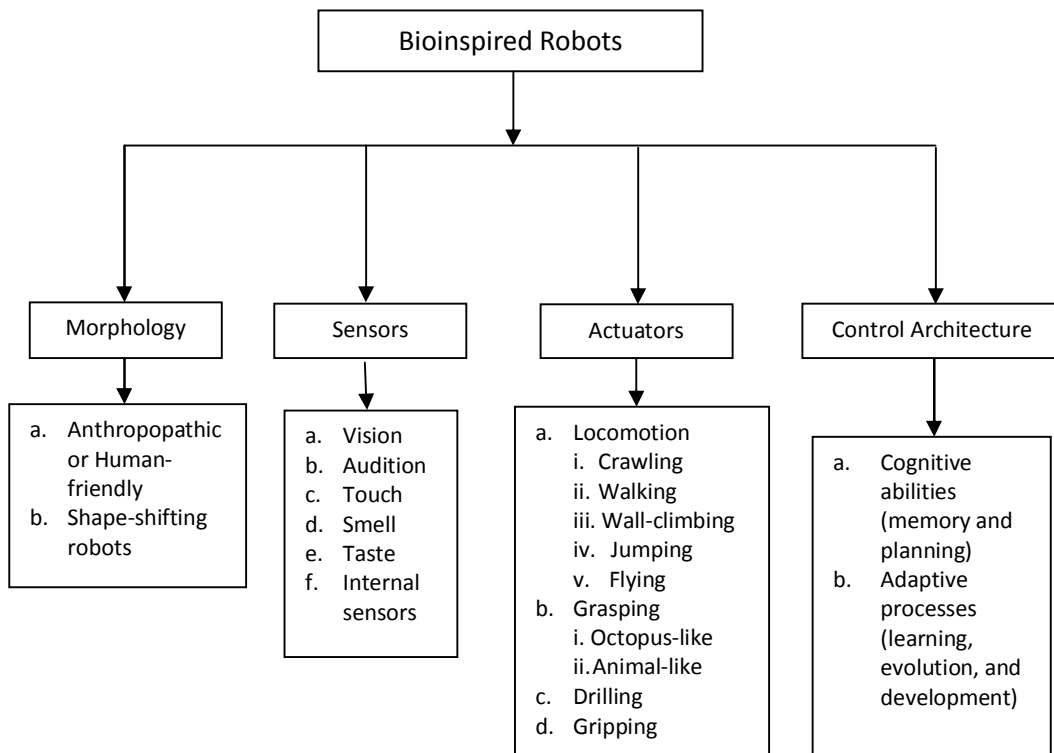 Bioinspired Robots
Morphology
Sensors
Actuators
Control Architecture
a. Anthropopathic
or Human-
friendly
b. Shape-shifting
robots
a. Vision
b. Audition
c. Touch
d. Smell
e. Taste
f. Internal
sensors
a. Locomotion
i. Crawling
ii. Walking
iii. Wall-climbing
iv. Jumping
v. Flying
b. Grasping
i. Octopus-like
ii. Animal-like
c. Drilling
d. Gripping
a. Cognitive
abilities
(memory and
planning)
b. Adaptive
processes
(learning,
evolution, and
development)